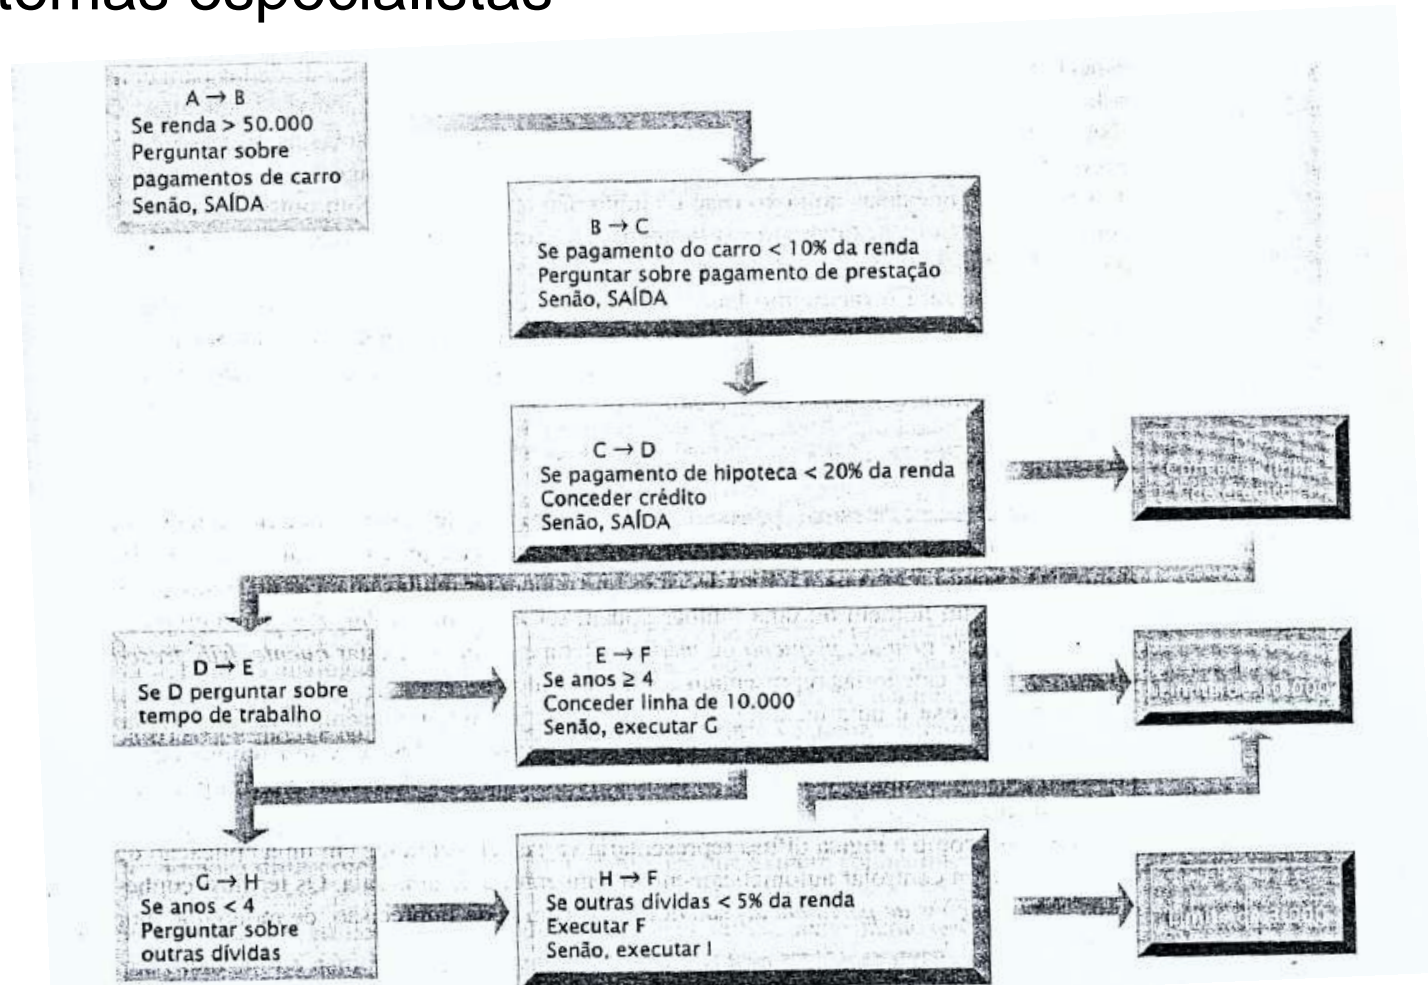 temas especialistas
A → B
Se renda > 50.000
Perguntar sobre
pagamentos de carro
Senão, SAÍDA
B → C
Se pagamento do carro < 10% da renda
Perguntar sobre pagamento de prestação
Senão, SAÍDA
C → D
Se pagamento de hipoteca < 20% da renda
Conceder crédito
Senão, SAÍDA
D → E
Se D perguntar sobre
tempo de trabalho
E → F
Se anos ≥ 4
Conceder linha de 10.000
Senão, executar G
Limite 10.000
G → H
Se anos < 4
Perguntar sobre
outras dívidas
H → F
Se outras dívidas < 5% da renda
Executar F
Senão, executar I